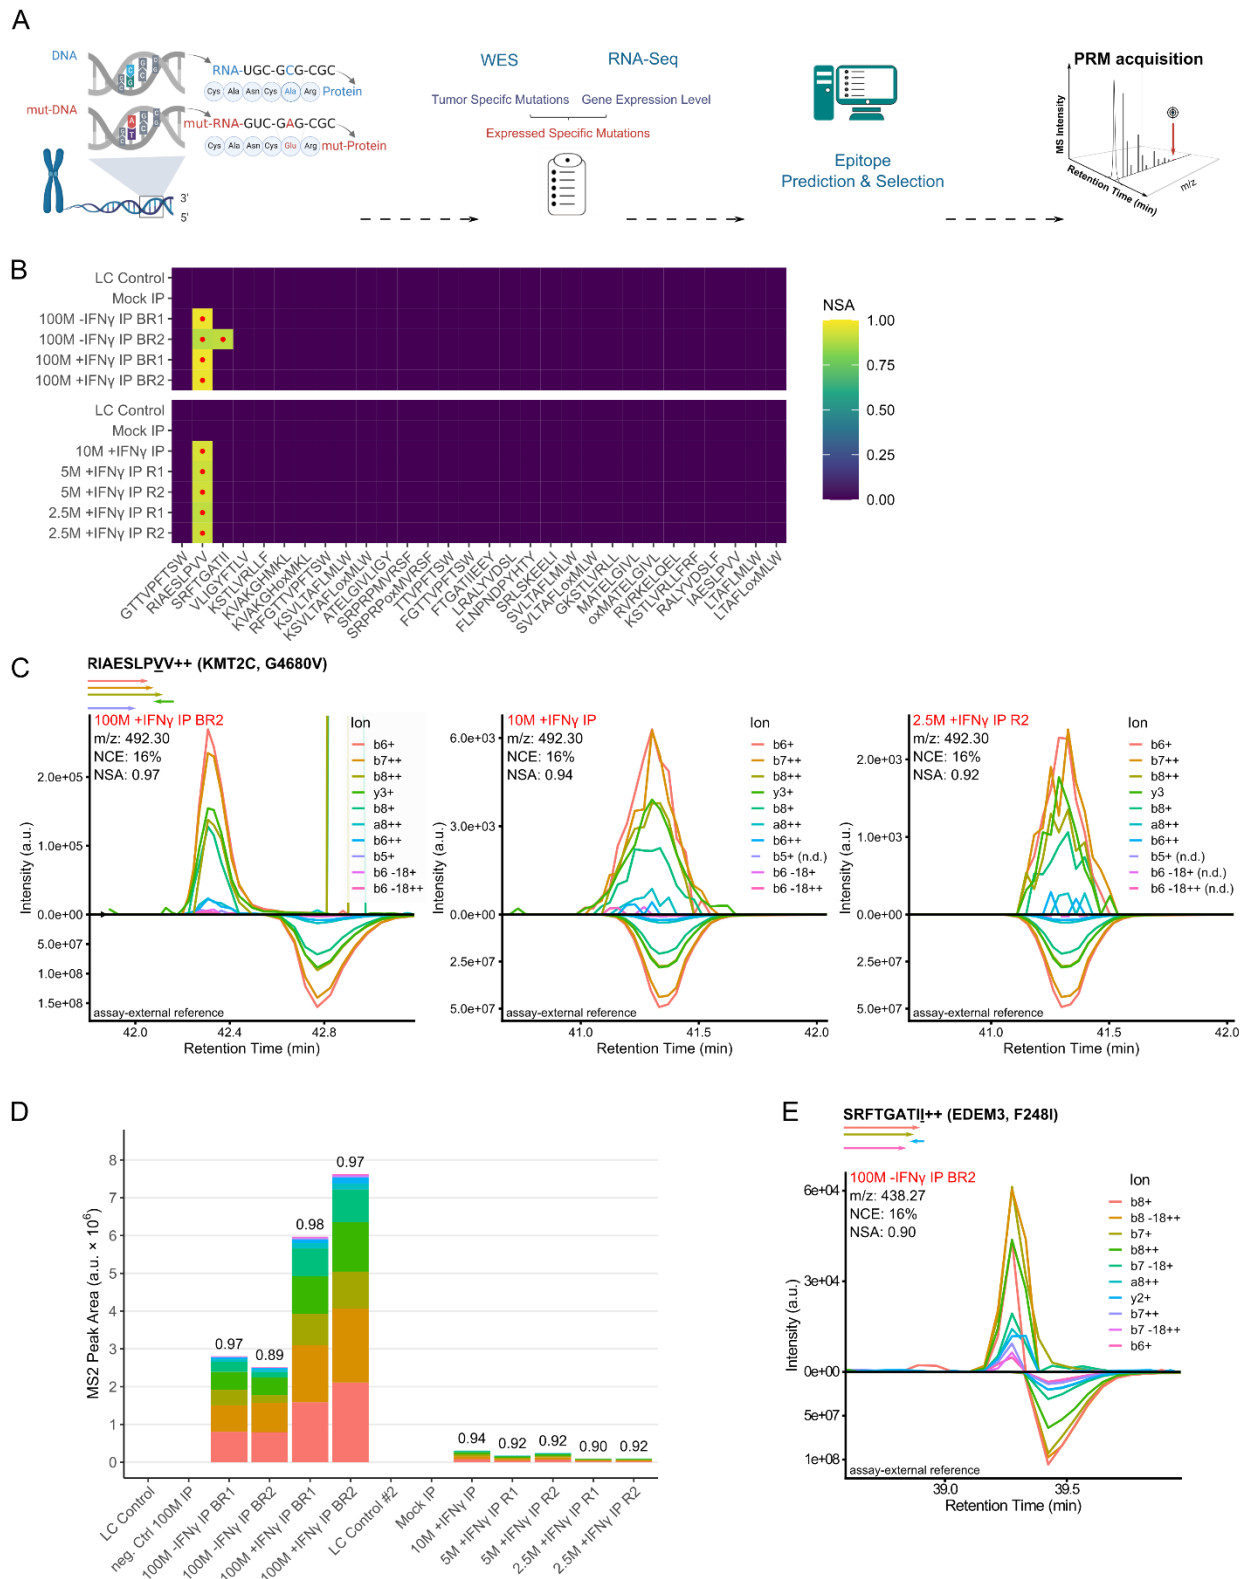 A
DNA
RNA-UGC-GCG-CGC
Cys Ala Asn Cys Ala Arg Protein
mut-DNA
mut-RNA-GUC-GAG-CGC
Cys Ala Asn Cys Glu Arg mut-Protein
3'
5'
WES RNA-Seq
Tumor Specifc Mutations Gene Expression Level
Expressed Specific Mutations
Epitope
Prediction & Selection
PRM acquisition
MS Intensity
Retention Time (min)
m/z
B
LC Control
Mock IP
100M -IFNγ IP BR1
100M -IFNγ IP BR2
100M +IFNγ IP BR1
100M +IFNγ IP BR2
LC Control
Mock IP
10M +IFNγ IP
5M +IFNγ IP R1
5M +IFNγ IP R2
2.5M +IFNγ IP R1
2.5M +IFNγ IP R2
NSA
1.00
0.75
0.50
0.25
0.00
GTTVPFTSW
RIAESLPVV
SRFTGATII
VLIGYFTLV
KSTLVRLLF
KVAKGHMKL
KVAKGHoxMKL
RFGTTVPFTSW
KSVLTAFLMLW
KSVLTAFLoxMLW
ATELGIVLIGY
SRPRPMVRSF
SRPRPoxMVRSF
TTVPFTSW
FGTTVPFTSW
FTGATIIEEY
LRALYVDSL
FLNPNDPYHTY
SRLSKEELI
SVLTAFLMLW
SVLTAFLoxMLW
GKSTLVRLL
MATELGIVL
oxMATELGIVL
RVRKELQEL
KSTLVRLLFRF
RALYVDSLF
IAESLPVV
LTAFLMLW
LTAFLoxMLW
C
RIAESLPVV++ (KMT2C, G4680V)
100M +IFNγ IP BR2
m/z: 492.30
NCE: 16%
NSA: 0.97
Ion
b6+
b7++
b8++
y3+
b8+
a8++
b6++
b5+
b6 -18+
b6 -18++
2.0e+05
1.0e+05
0.0e+00
5.0e+07
1.0e+08
1.5e+08
Intensity (a.u.)
assay-external reference
42.0 42.4 42.8
Retention Time (min)
10M +IFNγ IP
m/z: 492.30
NCE: 16%
NSA: 0.94
Ion
b6+
b7++
b8++
y3+
b8+
a8++
b6++
b5+ (n.d.)
b6 -18+
b6 -18++
6.0e+03
3.0e+03
0.0e+00
2.5e+07
5.0e+07
Intensity (a.u.)
assay-external reference
41.0 41.5 42.0
Retention Time (min)
2.5M +IFNγ IP R2
m/z: 492.30
NCE: 16%
NSA: 0.92
Ion
b6+
b7++
b8++
y3
b8+
a8++
b6++
b5+ (n.d.)
b6 -18+ (n.d.)
b6 -18++ (n.d.)
2.0e+03
1.0e+03
0.0e+00
2.5e+07
5.0e+07
Intensity (a.u.)
assay-external reference
41.0 41.5 42.0
Retention Time (min)
D
MS2 Peak Area (a.u. × 10⁶)
8
7
6
5
4
3
2
1
0
0.97
0.89
0.98
0.97
0.94
0.92
0.92
0.90
0.92
LC Control
neg. Ctrl 100M IP
100M -IFNγ IP BR1
100M -IFNγ IP BR2
100M +IFNγ IP BR1
100M +IFNγ IP BR2
LC Control #2
Mock IP
10M +IFNγ IP
5M +IFNγ IP R1
5M +IFNγ IP R2
2.5M +IFNγ IP R1
2.5M +IFNγ IP R2
E
SRFTGATII++ (EDEM3, F248I)
100M -IFNγ IP BR2
m/z: 438.27
NCE: 16%
NSA: 0.90
Ion
b8+
b8 -18++
b7+
b8++
b7 -18+
a8++
y2+
b7++
b7 -18++
b6+
6e+04
3e+04
0e+00
5e+07
1e+08
Intensity (a.u.)
assay-external reference
39.0 39.5
Retention Time (min)